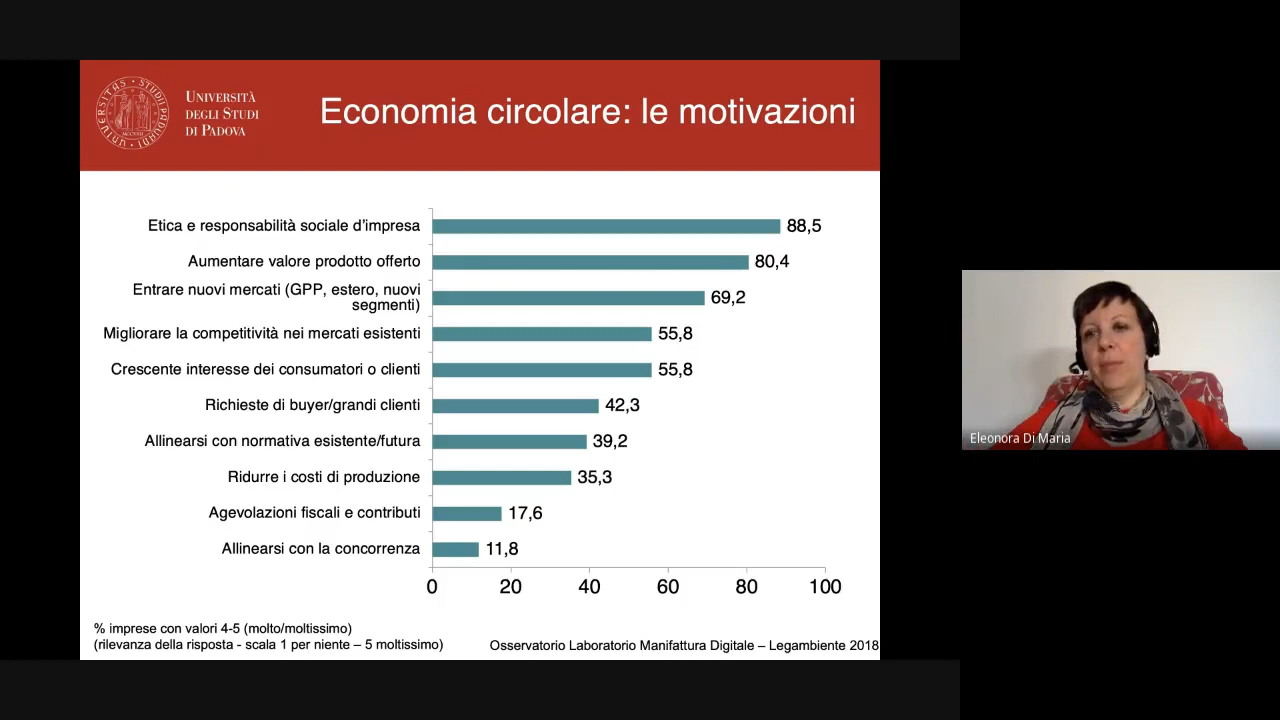 UNIVERSITÀ
DEGLI STUDI
DI PADOVA
Economia circolare: le motivazioni
Etica e responsabilità sociale d'impresa
88,5
Aumentare valore prodotto offerto
80,4
Entrare nuovi mercati (GPP, estero, nuovi
segmenti)
69,2
Migliorare la competitività nei mercati esistenti
55,8
Crescente interesse dei consumatori o clienti
55,8
Richieste di buyer/grandi clienti
42,3
Allinearsi con normativa esistente/futura
39,2
Ridurre i costi di produzione
35,3
Agevolazioni fiscali e contributi
17,6
Allinearsi con la concorrenza
11,8
0 20 40 60 80 100
% imprese con valori 4-5 (molto/moltissimo)
(rilevanza della risposta - scala 1 per niente – 5 moltissimo)
Osservatorio Laboratorio Manifattura Digitale – Legambiente 2018
Eleonora Di Maria